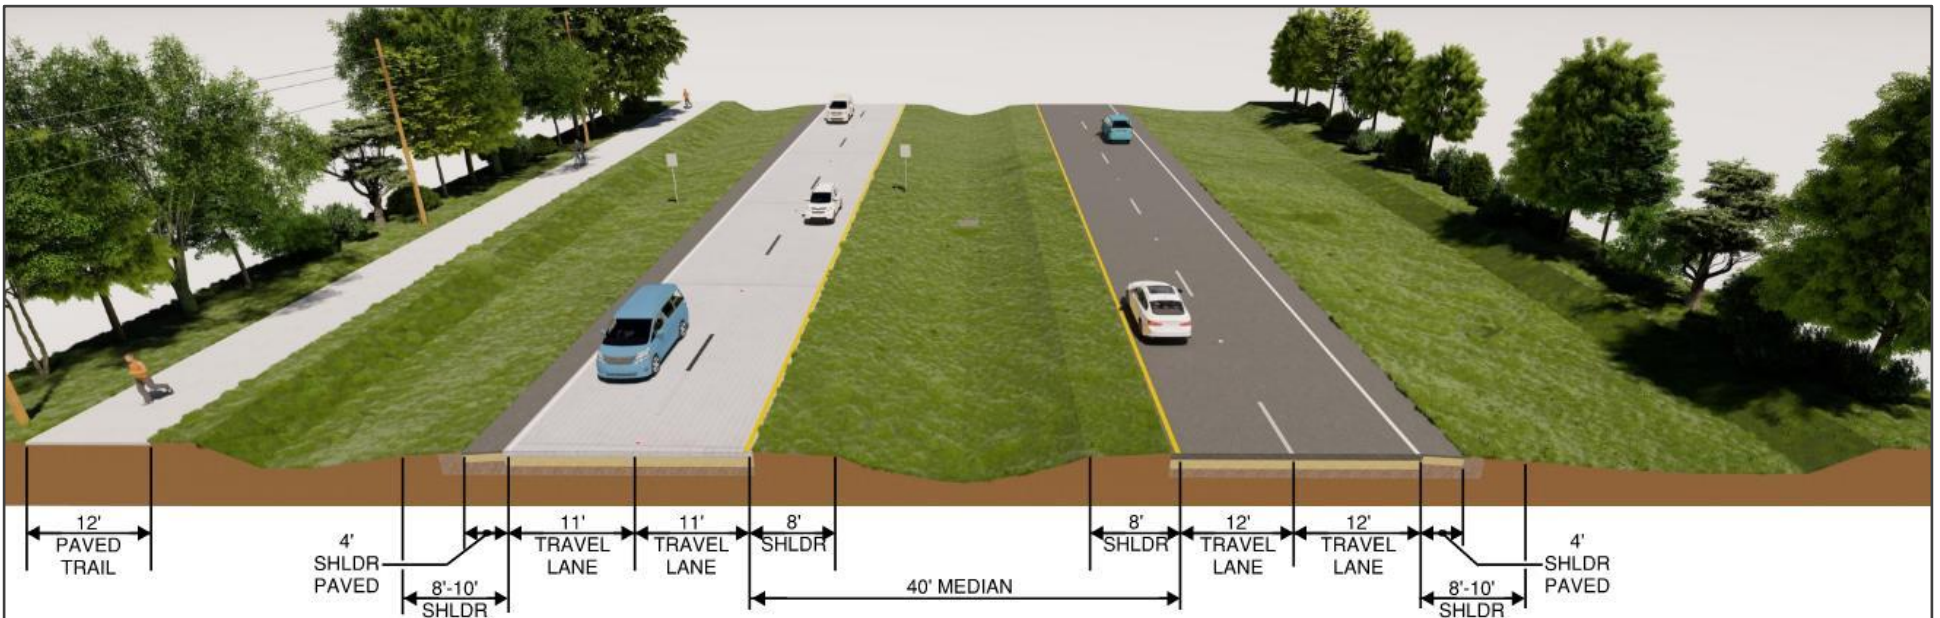 12'
PAVED
TRAIL
4'
SHLDR
PAVED
8'-10'
SHLDR
11'
TRAVEL
LANE
11'
TRAVEL
LANE
8'
SHLDR
40' MEDIAN
8'
SHLDR
12'
TRAVEL
LANE
12'
TRAVEL
LANE
8'-10'
SHLDR
4'
SHLDR
PAVED